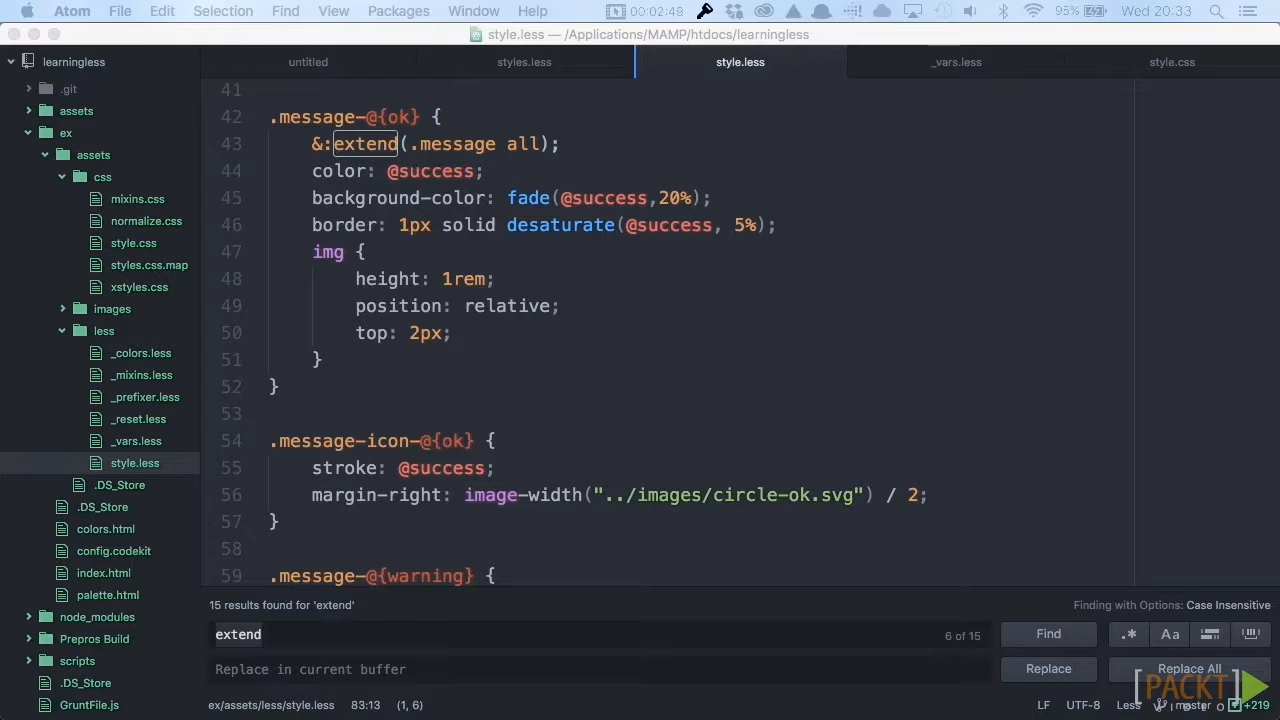 Atom File Edit Selection Find View Packages Window Help 00:02:49 95% Wed 20:33
style.less — /Applications/MAMP/htdocs/learningless
learningless
untitled
styles.less
style.less
_vars.less
style.css
.git
assets
ex
assets
css
mixins.css
normalize.css
style.css
styles.css.map
xstyles.css
images
less
_colors.less
_mixins.less
_prefixer.less
_reset.less
_vars.less
style.less
.DS_Store
.DS_Store
colors.html
config.codekit
index.html
palette.html
node_modules
Prepros Build
scripts
.DS_Store
GruntFile.js
41
42 .message-@{ok} {
43 &:extend(.message all);
44 color: @success;
45 background-color: fade(@success,20%);
46 border: 1px solid desaturate(@success, 5%);
47 img {
48 height: 1rem;
49 position: relative;
50 top: 2px;
51 }
52 }
53
54 .message-icon-@{ok} {
55 stroke: @success;
56 margin-right: image-width("../images/circle-ok.svg") / 2;
57 }
58
59 .message-@{warning} {
15 results found for 'extend'
Finding with Options: Case Insensitive
extend
6 of 15
Find
.*
Aa
Replace in current buffer
Replace
Replace All
ex/assets/less/style.less 83:13 (1, 6)
LF UTF-8 Less master +219
[PACKT]